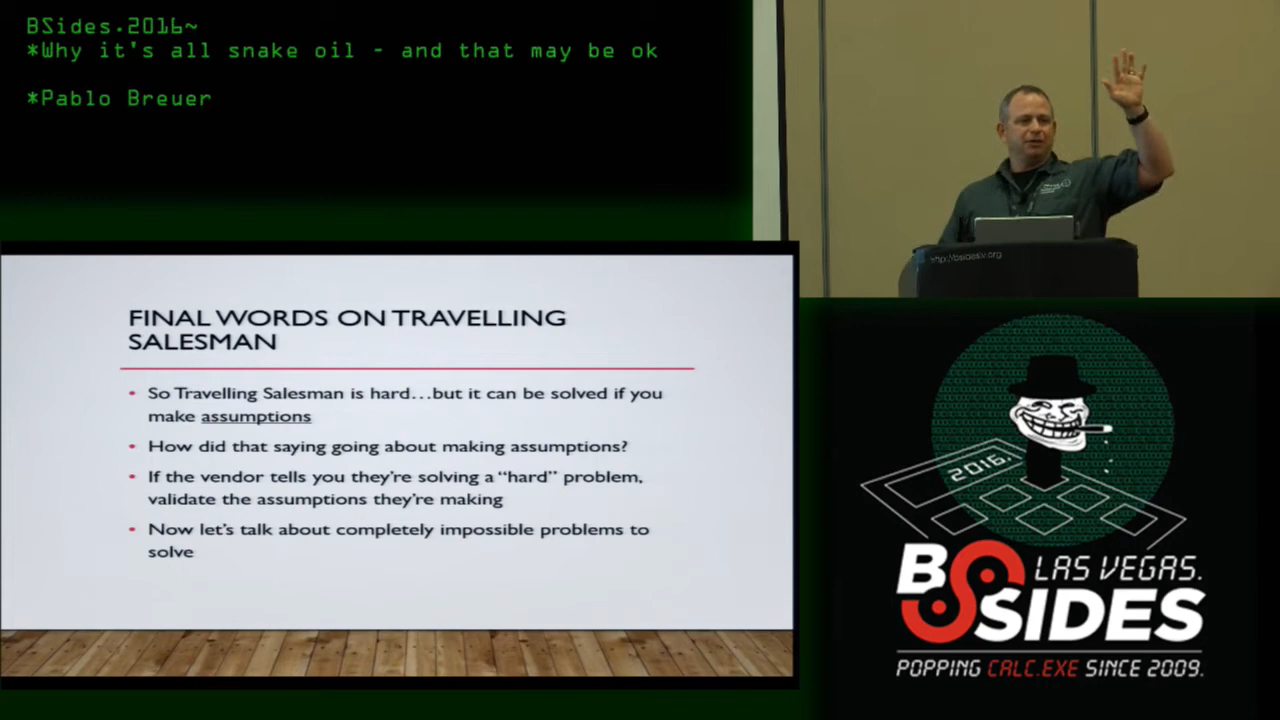 BSides.2016~
*Why it's all snake oil - and that may be ok
*Pablo Breuer
http://bsideslv.org
FINAL WORDS ON TRAVELLING
SALESMAN
• So Travelling Salesman is hard...but it can be solved if you
make assumptions
• How did that saying going about making assumptions?
• If the vendor tells you they're solving a "hard" problem,
validate the assumptions they're making
• Now let's talk about completely impossible problems to
solve
2016.
BSIDES
LAS VEGAS.
POPPING CALC.EXE SINCE 2009.